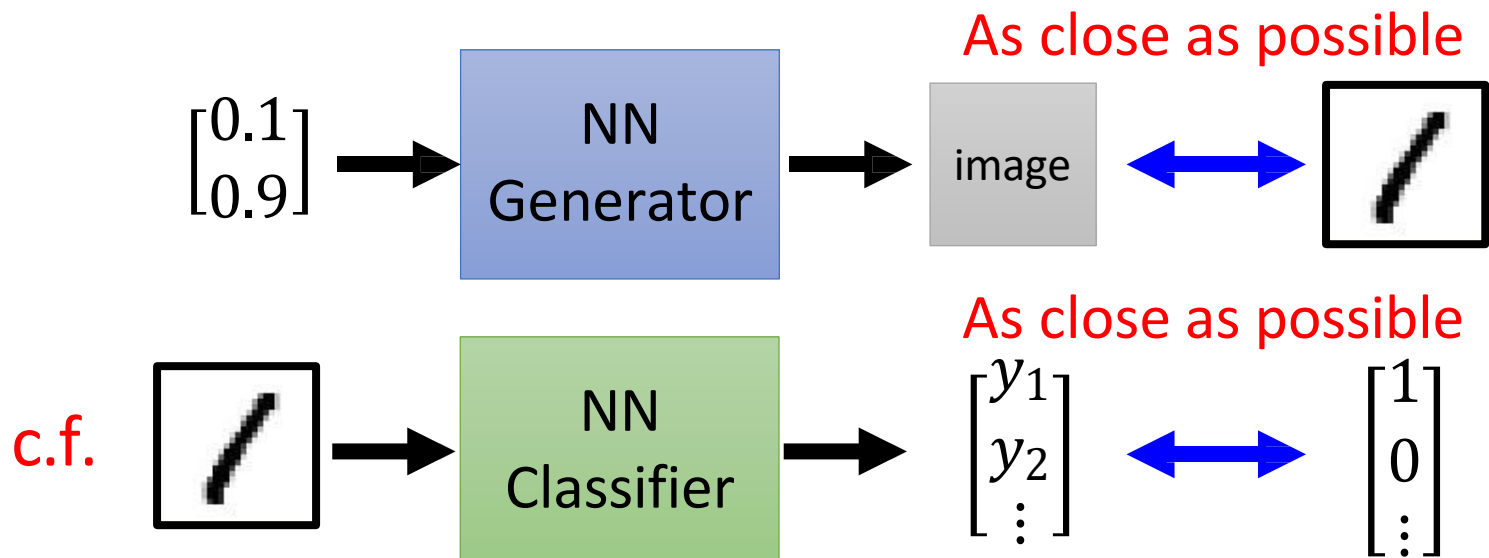 As close as possible
[0.1
0.9]
NN
Generator
image
As close as possible
c.f.
NN
Classifier
[y₁
y₂
⋮]
[1
0
⋮]